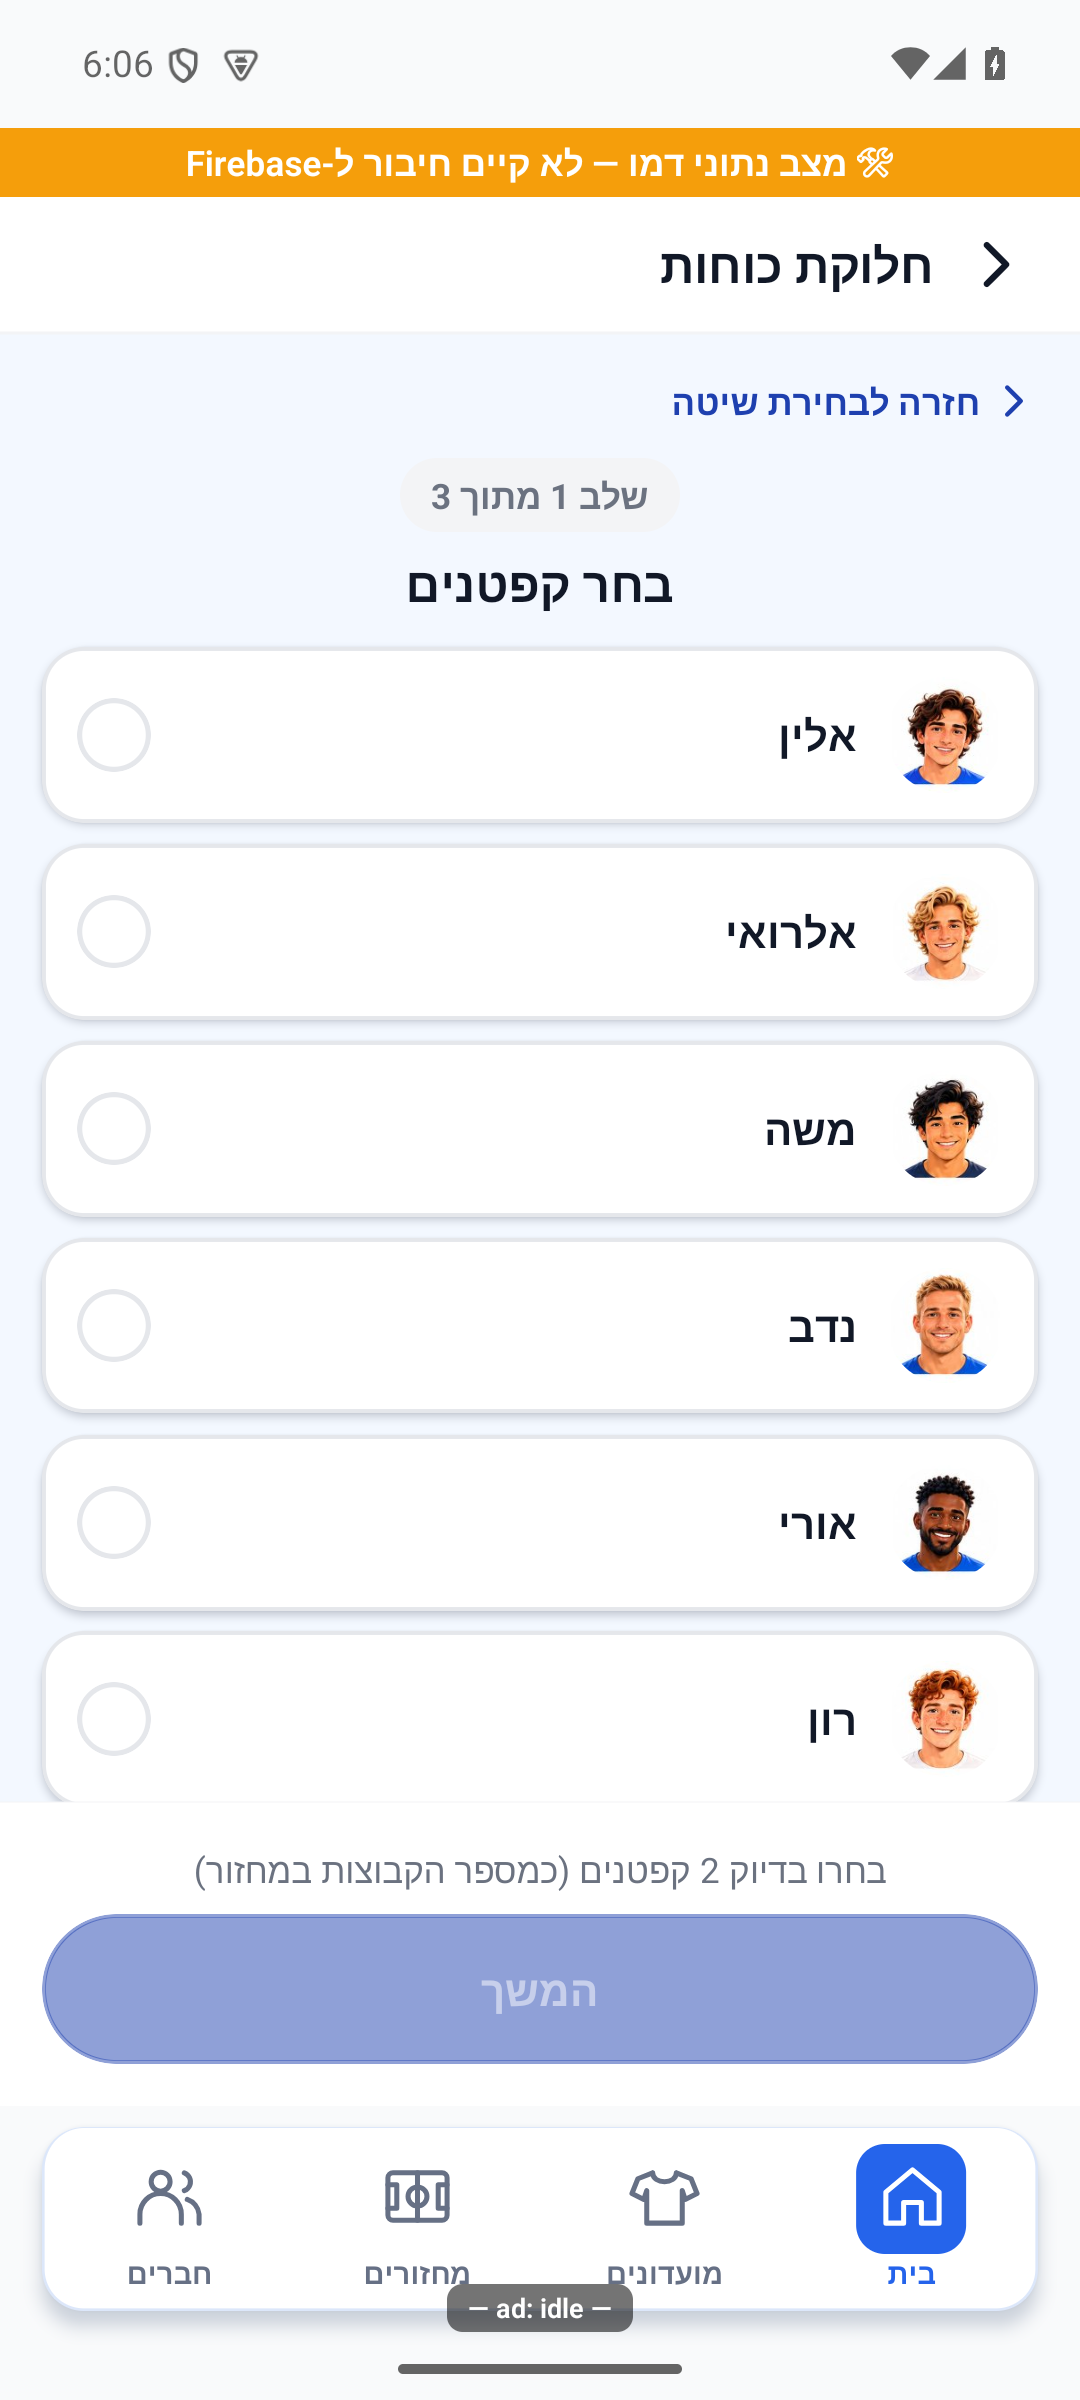 6:06
🛠 מצב נתוני דמו — לא קיים חיבור ל-Firebase
חלוקת כוחות
חזרה לבחירת שיטה
שלב 1 מתוך 3
בחר קפטנים
אלין
אלרואי
משה
נדב
אורי
רון
בחרו בדיוק 2 קפטנים (כמספר הקבוצות במחזור)
המשך
בית
מועדונים
מחזורים
חברים
— ad: idle —